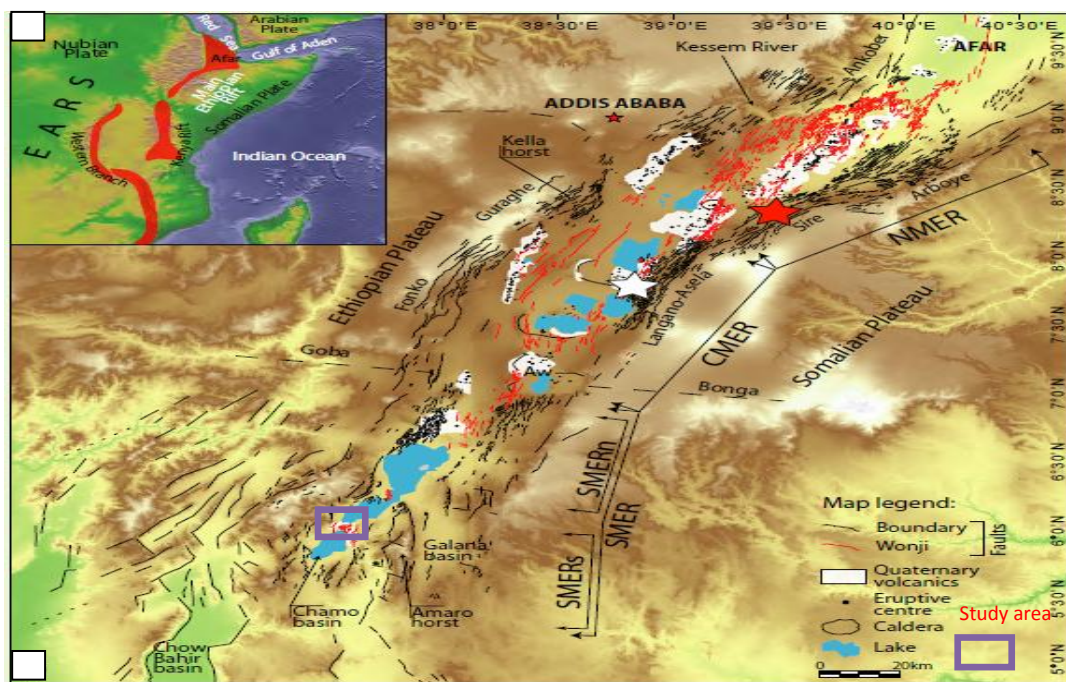 38°0'E
38°30'E
39°0'E
39°30'E
40°0'E
40°30'E
Nubian
Plate
Red
Sea
Arabian
Plate
Gulf of Aden
Afar
Main
Ethiopian
Rift
Somalian Plate
EARS
Western
Branch
Kenya Rift
Indian Ocean
Kessem River
Ankober
AFAR
ADDIS ABABA
Kella
horst
Guraghe
Ethiopian Plateau
Fonko
Arboye
Sire
NMER
Langano-Asella
CMER
Somalian Plateau
Goba
Aw
Bonga
SMERn
SMER
SMERs
Galana
basin
Chamo
basin
Amaro
horst
Chow
Bahir
basin
9°30'N
9°0'N
8°30'N
8°0'N
7°30'N
7°0'N
6°30'N
6°0'N
5°30'N
5°0'N
Map legend:
Boundary
Wonji
Faults
Quaternary
volcanics
Eruptive
centre
Caldera
Lake
Study area
0
20km